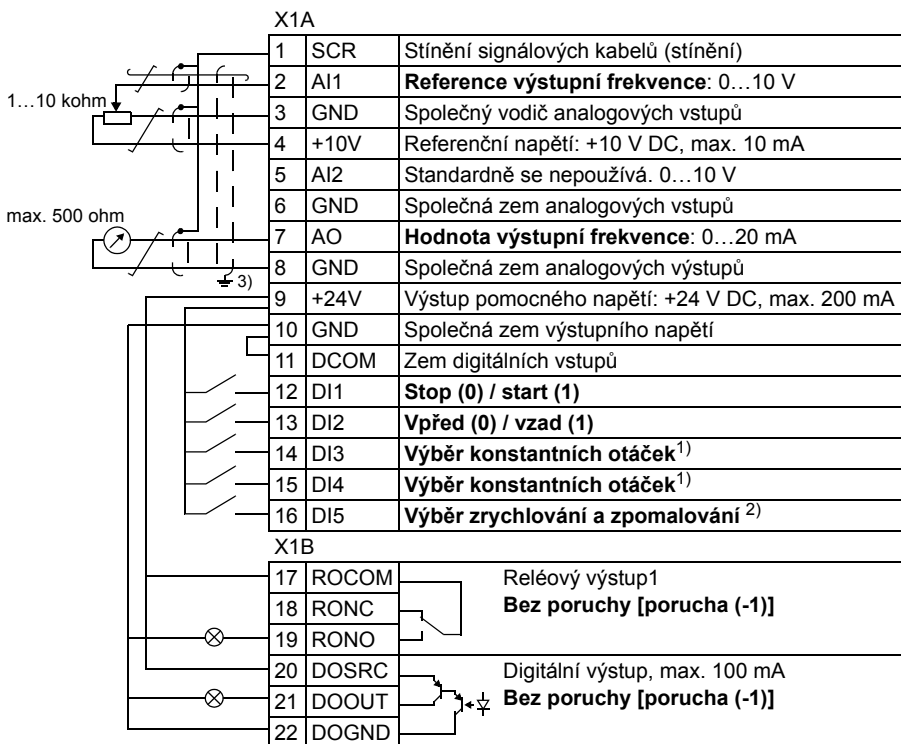 X1A
1 SCR Stínění signálových kabelů (stínění)
2 AI1 Reference výstupní frekvence: 0…10 V
1…10 kohm
3 GND Společný vodič analogových vstupů
4 +10V Referenční napětí: +10 V DC, max. 10 mA
5 AI2 Standardně se nepoužívá. 0…10 V
6 GND Společná zem analogových vstupů
max. 500 ohm
7 AO Hodnota výstupní frekvence: 0…20 mA
8 GND Společná zem analogových výstupů
3)
9 +24V Výstup pomocného napětí: +24 V DC, max. 200 mA
10 GND Společná zem výstupního napětí
11 DCOM Zem digitálních vstupů
12 DI1 Stop (0) / start (1)
13 DI2 Vpřed (0) / vzad (1)
14 DI3 Výběr konstantních otáček1)
15 DI4 Výběr konstantních otáček1)
16 DI5 Výběr zrychlování a zpomalování 2)
X1B
17 ROCOM Reléový výstup1
18 RONC Bez poruchy [porucha (-1)]
19 RONO
20 DOSRC Digitální výstup, max. 100 mA
21 DOOUT Bez poruchy [porucha (-1)]
22 DOGND